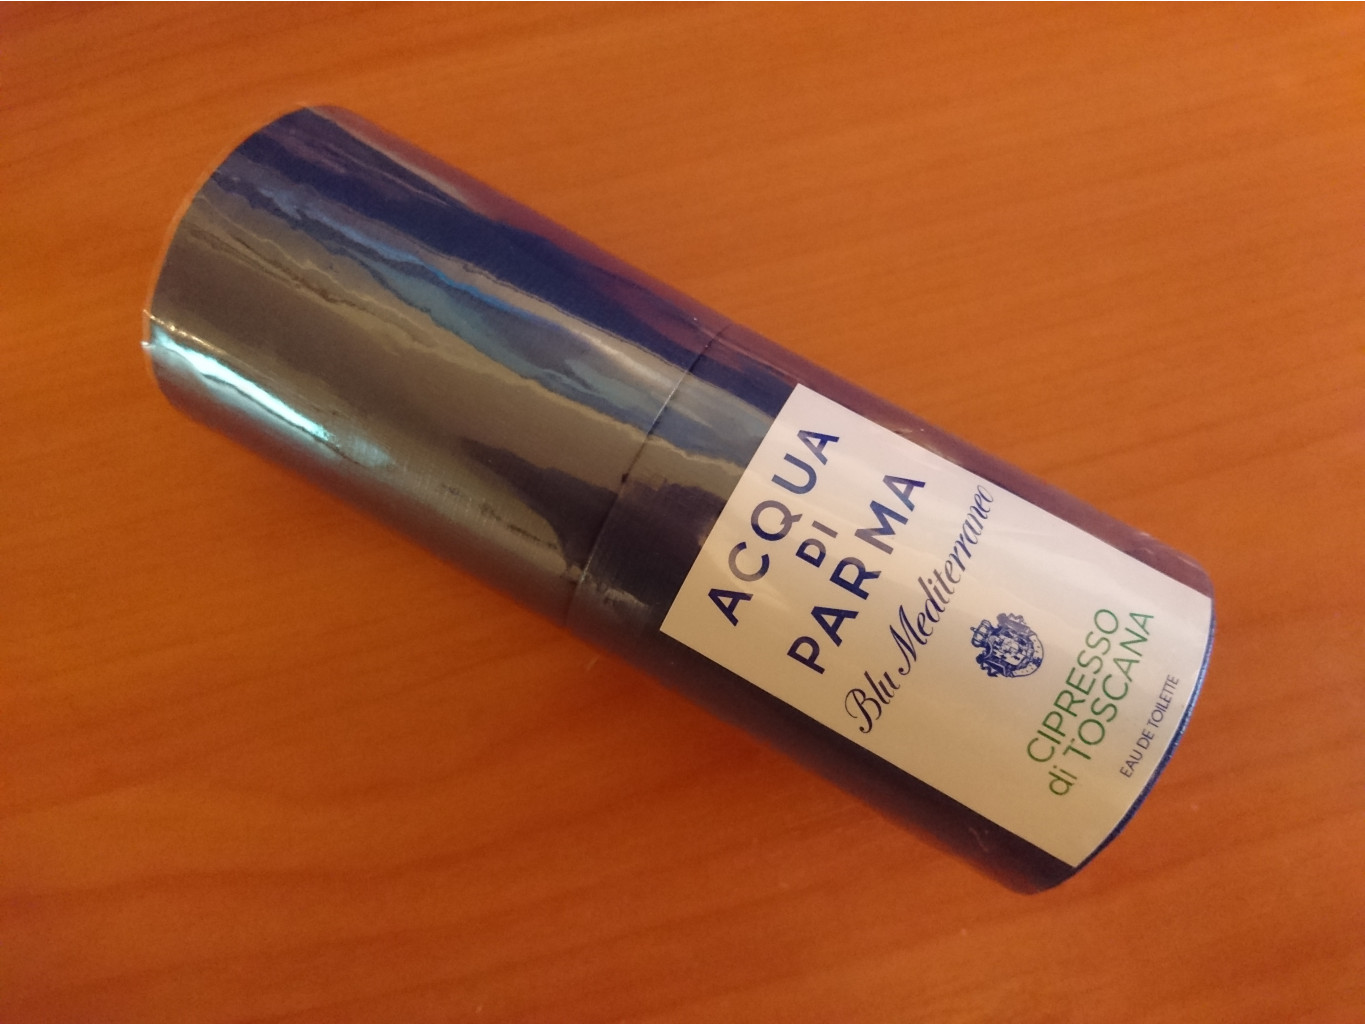 ACQUA
DI
PARMA
Blu Mediterraneo
CIPRESSO
di TOSCANA
EAU DE TOILETTE